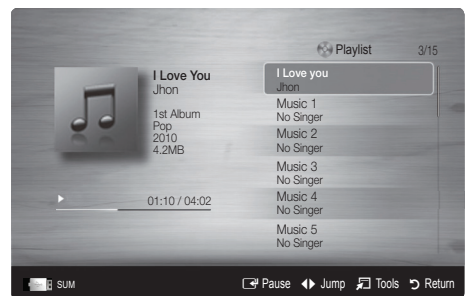 Playlist 3/15
I Love You
Jhon
1st Album
Pop
2010
4.2MB
01:10 / 04:02
I Love you
Jhon
Music 1
No Singer
Music 2
No Singer
Music 3
No Singer
Music 4
No Singer
Music 5
No Singer
SUM Pause Jump Tools Return